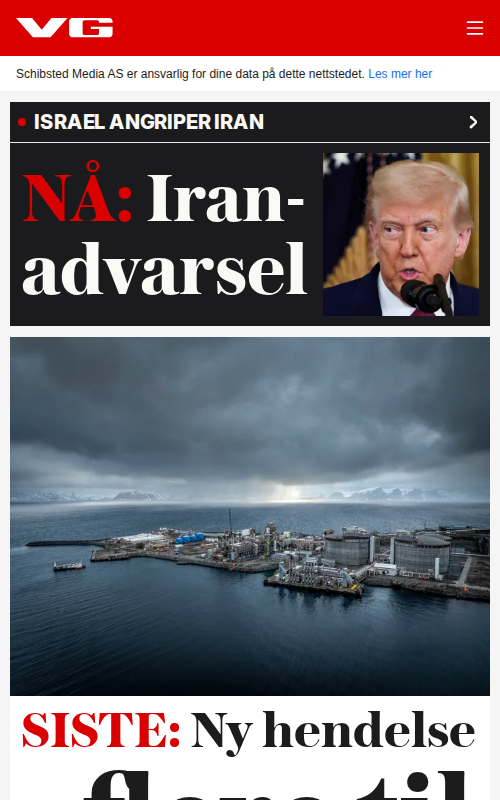 VG
Schibsted Media AS er ansvarlig for dine data på dette nettstedet. Les mer her
ISRAEL ANGRIPER IRAN
NÅ: Iran-
advarsel
SISTE: Ny hendelse